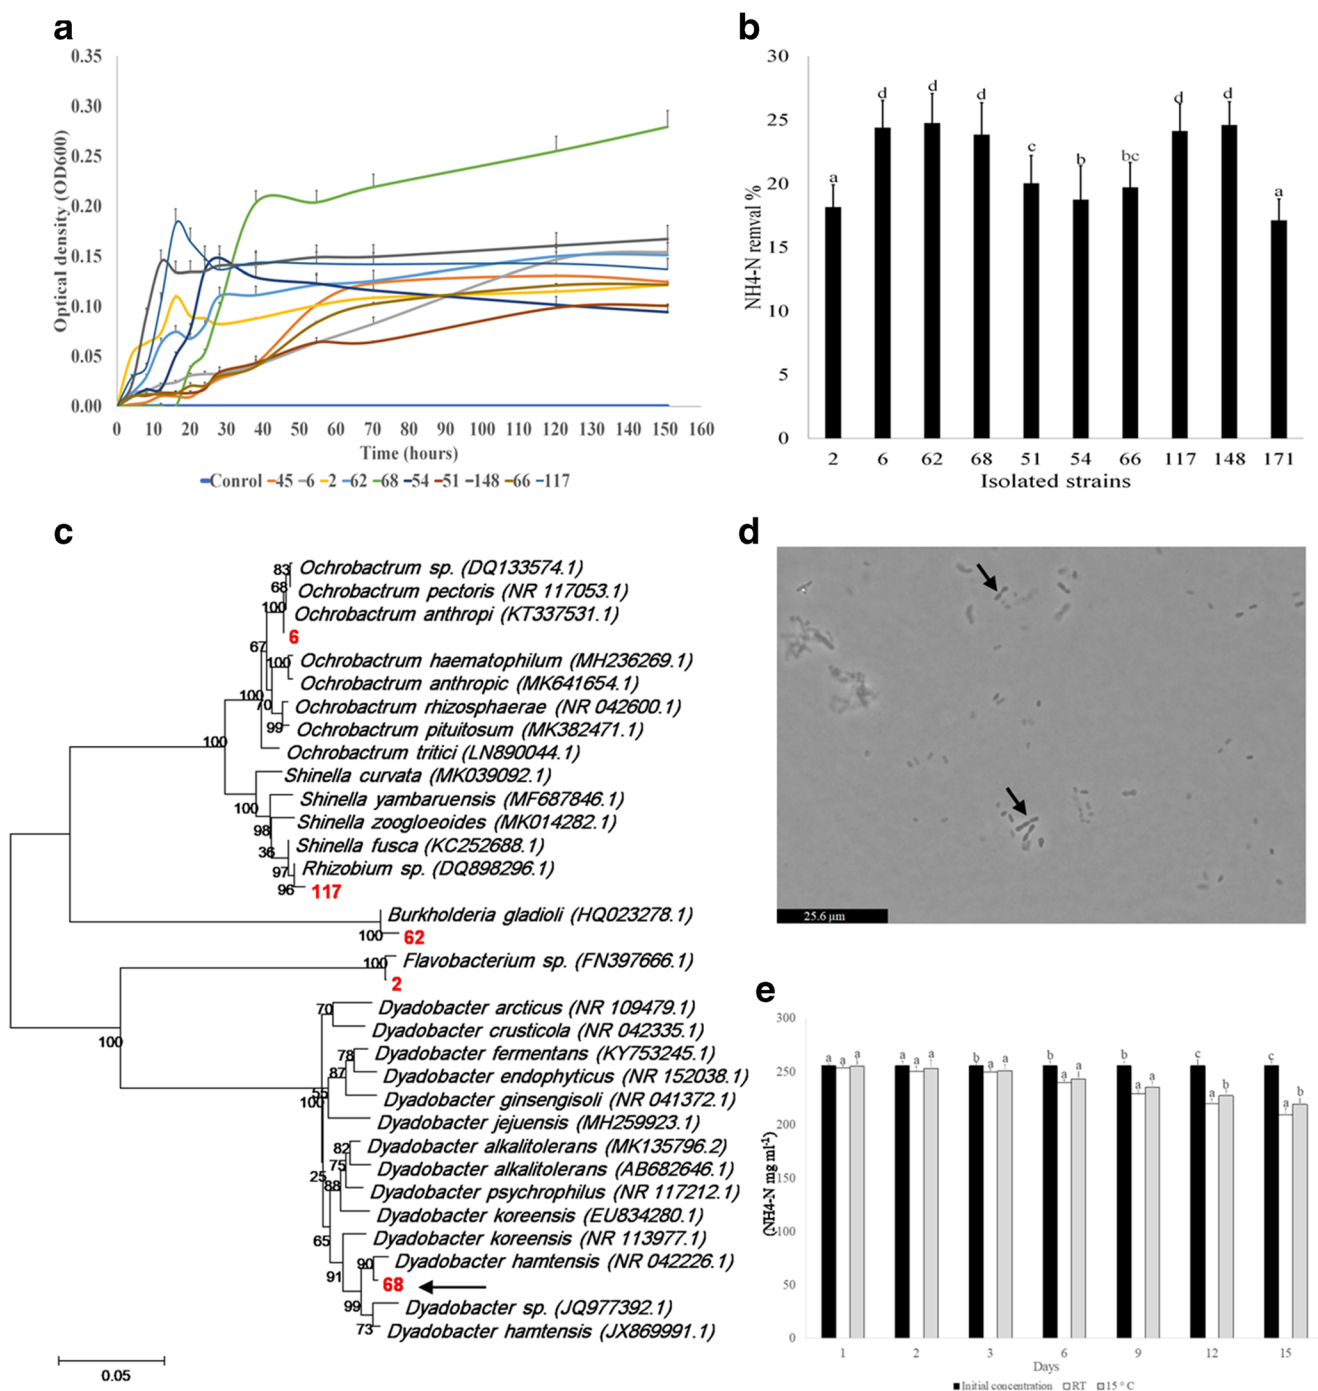 a
0.35
0.30
0.25
0.20
0.15
0.10
0.05
0.00
Optical density (OD600)
0 10 20 30 40 50 60 70 80 90 100 110 120 130 140 150 160
Time (hours)
Conrol 45 6 2 62 68 54 51 148 66 117
b
30
25
20
15
10
5
0
NH4-N remval %
a d d d c b bc d d a
2 6 62 68 51 54 66 117 148 171
Isolated strains
c
83 Ochrobactrum sp. (DQ133574.1)
68 Ochrobactrum pectoris (NR 117053.1)
100 Ochrobactrum anthropi (KT337531.1)
6
67
100 Ochrobactrum haematophilum (MH236269.1)
Ochrobactrum anthropic (MK641654.1)
100 70 Ochrobactrum rhizosphaerae (NR 042600.1)
99 Ochrobactrum pituitosum (MK382471.1)
100 Ochrobactrum tritici (LN890044.1)
Shinella curvata (MK039092.1)
100 Shinella yambaruensis (MF687846.1)
98 Shinella zoogloeoides (MK014282.1)
36 Shinella fusca (KC252688.1)
97 Rhizobium sp. (DQ898296.1)
96 117
Burkholderia gladioli (HQ023278.1)
100 62
100 Flavobacterium sp. (FN397666.1)
2
70 Dyadobacter arcticus (NR 109479.1)
100 Dyadobacter crusticola (NR 042335.1)
78 Dyadobacter fermentans (KY753245.1)
87 Dyadobacter endophyticus (NR 152038.1)
55 100 Dyadobacter ginsengisoli (NR 041372.1)
Dyadobacter jejuensis (MH259923.1)
82 Dyadobacter alkalitolerans (MK135796.2)
75 Dyadobacter alkalitolerans (AB682646.1)
25 88 Dyadobacter psychrophilus (NR 117212.1)
Dyadobacter koreensis (EU834280.1)
65 Dyadobacter koreensis (NR 113977.1)
91 90 Dyadobacter hamtensis (NR 042226.1)
68
99 Dyadobacter sp. (JQ977392.1)
73 Dyadobacter hamtensis (JX869991.1)
0.05
d
25.6 µm
e
300
250
200
150
100
50
0
(NH4-N mg ml-1)
a a a a a a b a a b a a b a a c a b c a b
1 2 3 6 9 12 15
Days
Initial concentration RT 15 ° C